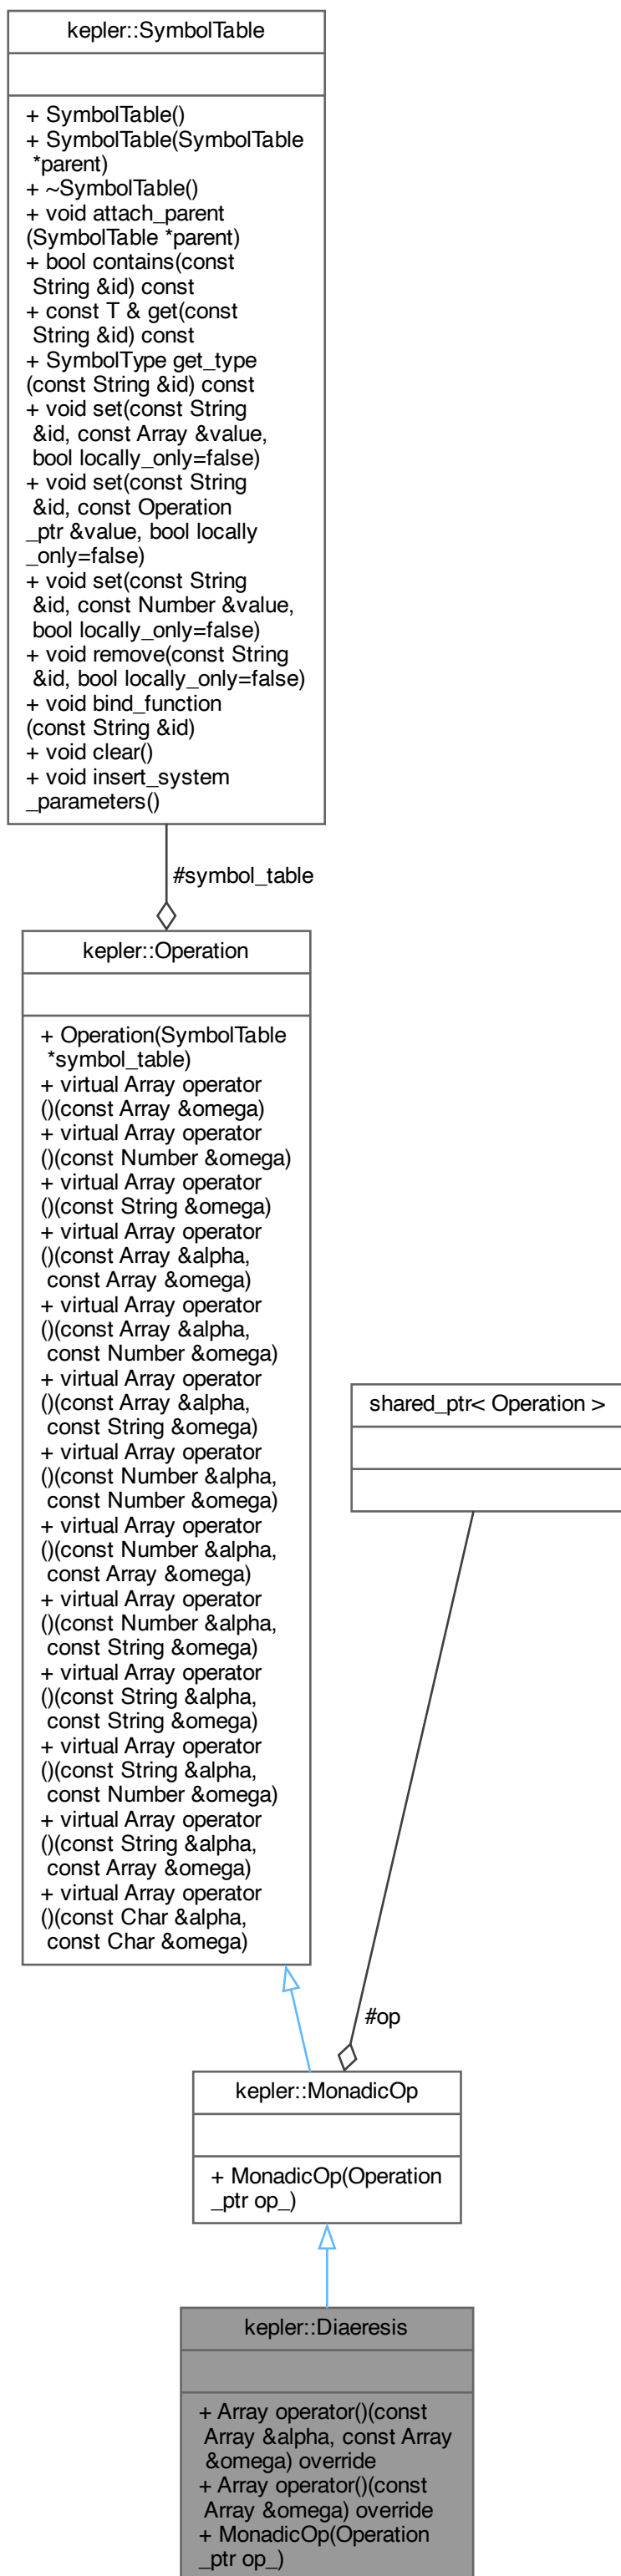 kepler::SymbolTable
+ SymbolTable()
+ SymbolTable(SymbolTable
*parent)
+ ~SymbolTable()
+ void attach_parent
(SymbolTable *parent)
+ bool contains(const
String &id) const
+ const T & get(const
String &id) const
+ SymbolType get_type
(const String &id) const
+ void set(const String
&id, const Array &value,
bool locally_only=false)
+ void set(const String
&id, const Operation
_ptr &value, bool locally
_only=false)
+ void set(const String
&id, const Number &value,
bool locally_only=false)
+ void remove(const String
&id, bool locally_only=false)
+ void bind_function
(const String &id)
+ void clear()
+ void insert_system
_parameters()
#symbol_table
kepler::Operation
+ Operation(SymbolTable
*symbol_table)
+ virtual Array operator
()(const Array &omega)
+ virtual Array operator
()(const Number &omega)
+ virtual Array operator
()(const String &omega)
+ virtual Array operator
()(const Array &alpha,
const Array &omega)
+ virtual Array operator
()(const Array &alpha,
const Number &omega)
+ virtual Array operator
()(const Array &alpha,
const String &omega)
+ virtual Array operator
()(const Number &alpha,
const Number &omega)
+ virtual Array operator
()(const Number &alpha,
const Array &omega)
+ virtual Array operator
()(const Number &alpha,
const String &omega)
+ virtual Array operator
()(const String &alpha,
const String &omega)
+ virtual Array operator
()(const String &alpha,
const Number &omega)
+ virtual Array operator
()(const String &alpha,
const Array &omega)
+ virtual Array operator
()(const Char &alpha,
const Char &omega)
shared_ptr< Operation >
#op
kepler::MonadicOp
+ MonadicOp(Operation
_ptr op_)
kepler::Diaeresis
+ Array operator()(const
Array &alpha, const Array
&omega) override
+ Array operator()(const
Array &omega) override
+ MonadicOp(Operation
_ptr op_)